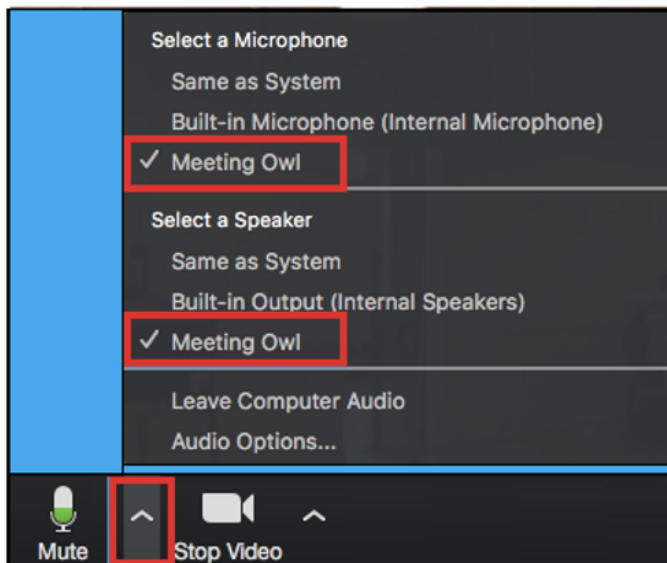 Select a Microphone
Same as System
Built-in Microphone (Internal Microphone)
✓ Meeting Owl
Select a Speaker
Same as System
Built-in Output (Internal Speakers)
✓ Meeting Owl
Leave Computer Audio
Audio Options...
Mute
Stop Video